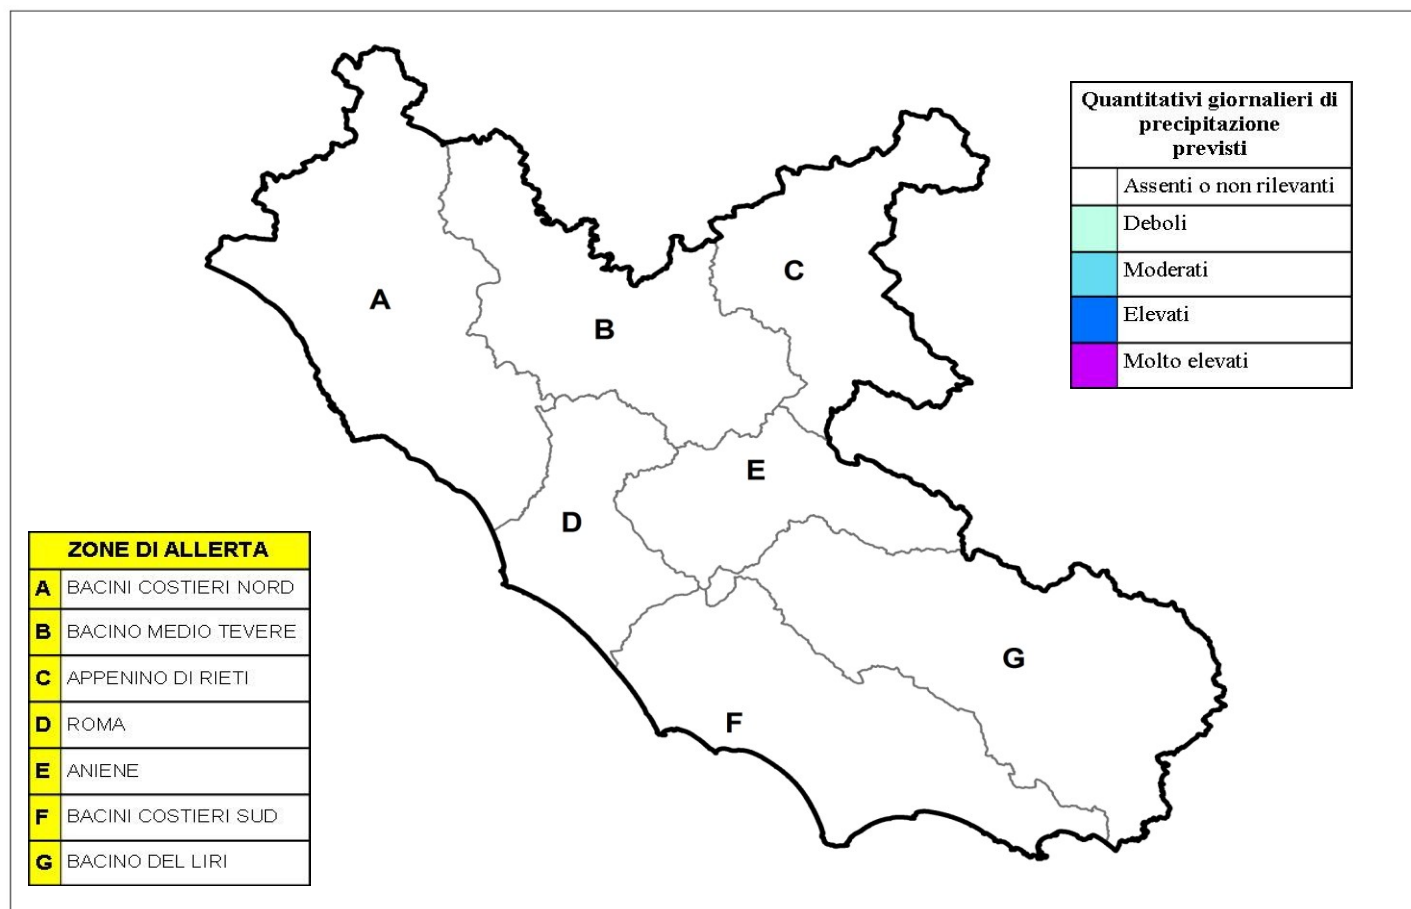 Quantitativi giornalieri di
precipitazione
previsti
Assenti o non rilevanti
Deboli
Moderati
Elevati
Molto elevati
A
B
C
D
E
F
G
ZONE DI ALLERTA
A BACINI COSTIERI NORD
B BACINO MEDIO TEVERE
C APPENINO DI RIETI
D ROMA
E ANIENE
F BACINI COSTIERI SUD
G BACINO DEL LIRI